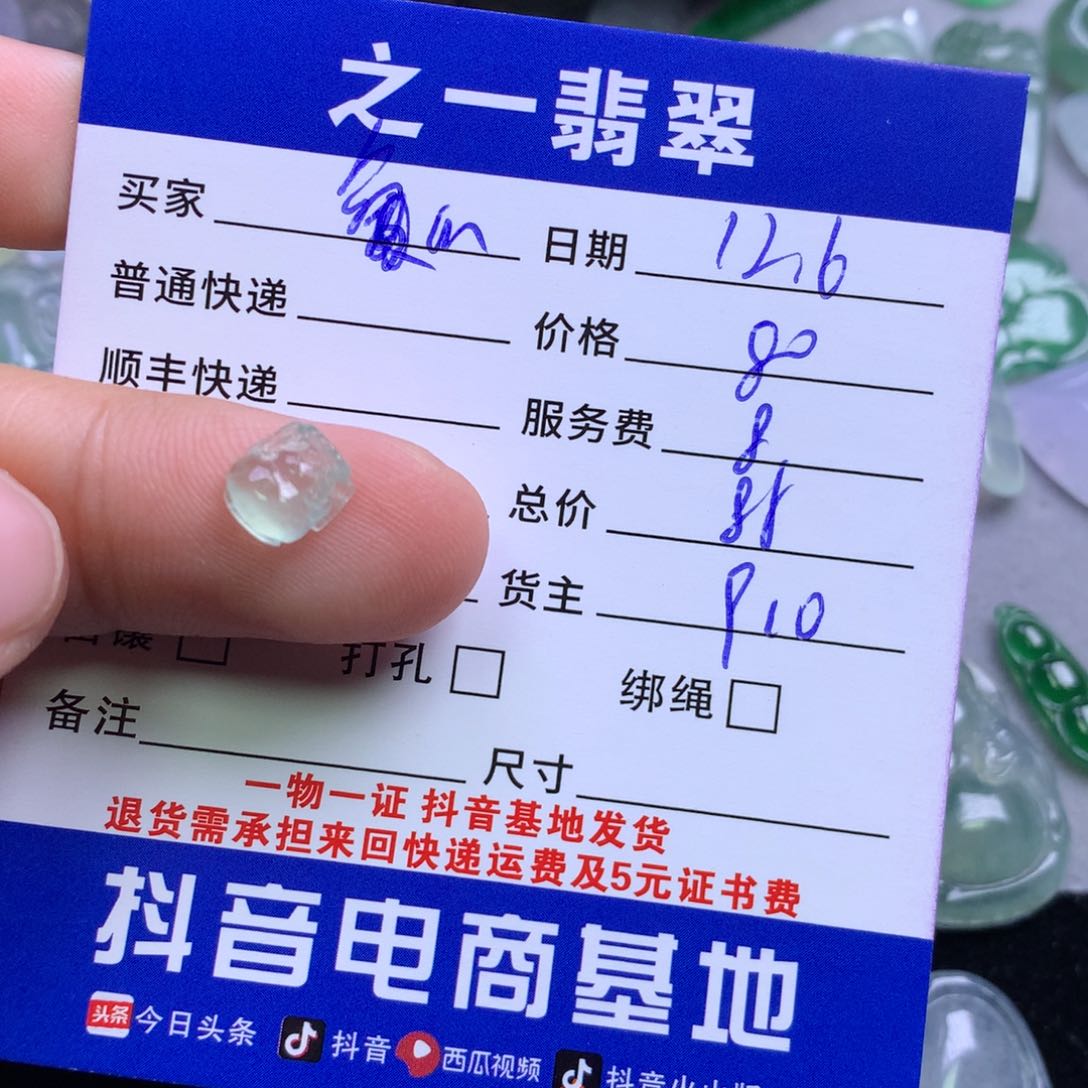 之一翡翠
买家 日期 12.6
普通快递 价格 80
顺丰快递 服务费 8
总价 88
货主 P10
打孔 绑绳
备注 尺寸
一物一证 抖音基地发货
退货需承担来回快递运费及5元证书费
抖音电商基地
头条 今日头条 抖音 西瓜视频